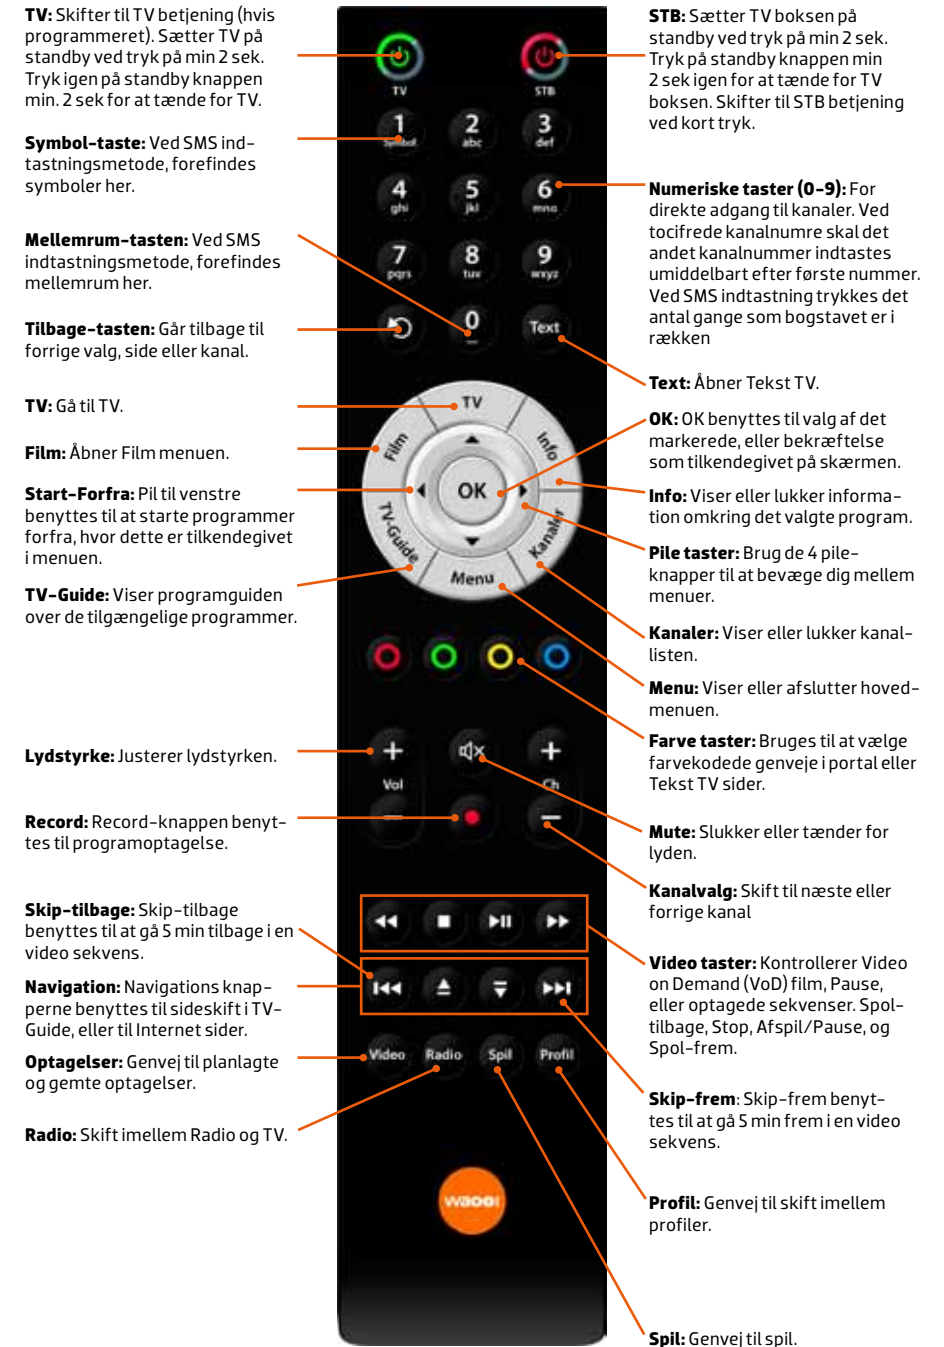 TV: Skifter til TV betjening (hvis
programmeret). Sætter TV på
standby ved tryk på min 2 sek.
Tryk igen på standby knappen
min. 2 sek for at tænde for TV.
Symbol-taste: Ved SMS ind-
tastningsmetode, forefindes
symboler her.
Mellemrum-tasten: Ved SMS
indtastningsmetode, forefindes
mellemrum her.
Tilbage-tasten: Går tilbage til
forrige valg, side eller kanal.
TV: Gå til TV.
Film: Åbner Film menuen.
Start-Forfra: Pil til venstre
benyttes til at starte programmer
forfra, hvor dette er tilkendegivet
i menuen.
TV-Guide: Viser programguiden
over de tilgængelige programmer.
Lydstyrke: Justerer lydstyrken.
Record: Record-knappen benyt-
tes til programoptagelse.
Skip-tilbage: Skip-tilbage
benyttes til at gå 5 min tilbage i en
video sekvens.
Navigation: Navigations knap-
perne benyttes til sideskift i TV-
Guide, eller til Internet sider.
Optagelser: Genvej til planlagte
og gemte optagelser.
Radio: Skift imellem Radio og TV.
TV
STB
1 2 3
Symbol abc def
4 5 6
ghi jkl mno
7 8 9
pqrs tuv wxyz
0 Text
TV
Film
Info
OK
TV-Guide
Kanaler
Menu
Vol
Ch
Video Radio Spil Profil
waoo!
STB: Sætter TV boksen på
standby ved tryk på min 2 sek.
Tryk på standby knappen min
2 sek igen for at tænde for TV
boksen. Skifter til STB betjening
ved kort tryk.
Numeriske taster (0-9): For
direkte adgang til kanaler. Ved
tocifrede kanalnumre skal det
andet kanalnummer indtastes
umiddelbart efter første nummer.
Ved SMS indtastning trykkes det
antal gange som bogstavet er i
rækken
Text: Åbner Tekst TV.
OK: OK benyttes til valg af det
markerede, eller bekræftelse
som tilkendegivet på skærmen.
Info: Viser eller lukker informa-
tion omkring det valgte program.
Pile taster: Brug de 4 pile-
knapper til at bevæge dig mellem
menuer.
Kanaler: Viser eller lukker kanal-
listen.
Menu: Viser eller afslutter hoved-
menuen.
Farve taster: Bruges til at vælge
farvekodede genveje i portal eller
Tekst TV sider.
Mute: Slukker eller tænder for
lyden.
Kanalvalg: Skift til næste eller
forrige kanal
Video taster: Kontrollerer Video
on Demand (VoD) film, Pause,
eller optagede sekvenser. Spol-
tilbage, Stop, Afspil/Pause, og
Spol-frem.
Skip-frem: Skip-frem benyt-
tes til at gå 5 min frem i en video
sekvens.
Profil: Genvej til skift imellem
profiler.
Spil: Genvej til spil.